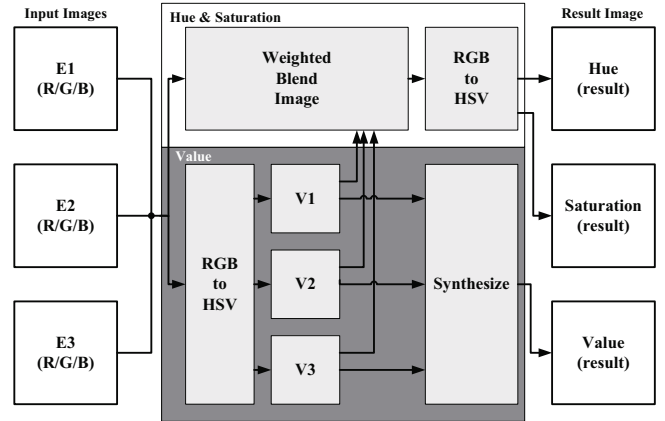 Input Images
Hue & Saturation
Result Image
E1
(R/G/B)
Weighted
Blend
Image
RGB
to
HSV
Hue
(result)
Value
E2
(R/G/B)
V1
Saturation
(result)
RGB
to
HSV
V2
Synthesize
E3
(R/G/B)
V3
Value
(result)